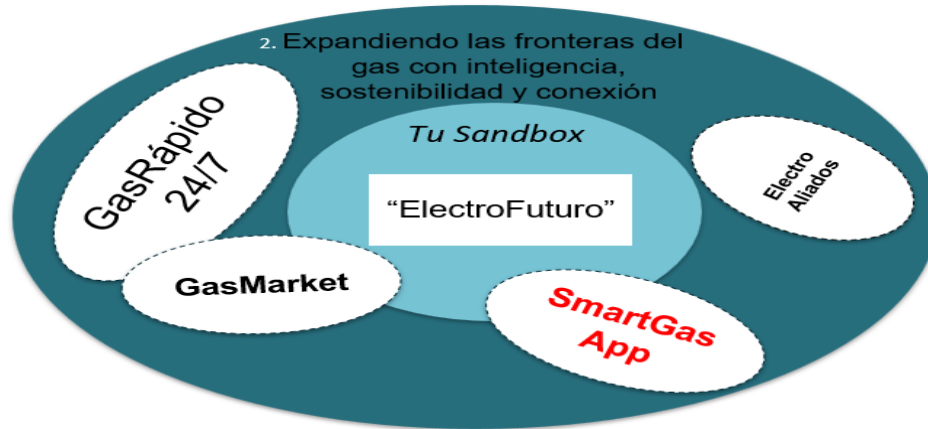 2. Expandiendo las fronteras del
gas con inteligencia,
sostenibilidad y conexión
GasRápido
24/7
Tu Sandbox
Electro
Aliados
“ElectroFuturo”
GasMarket
SmartGas
App